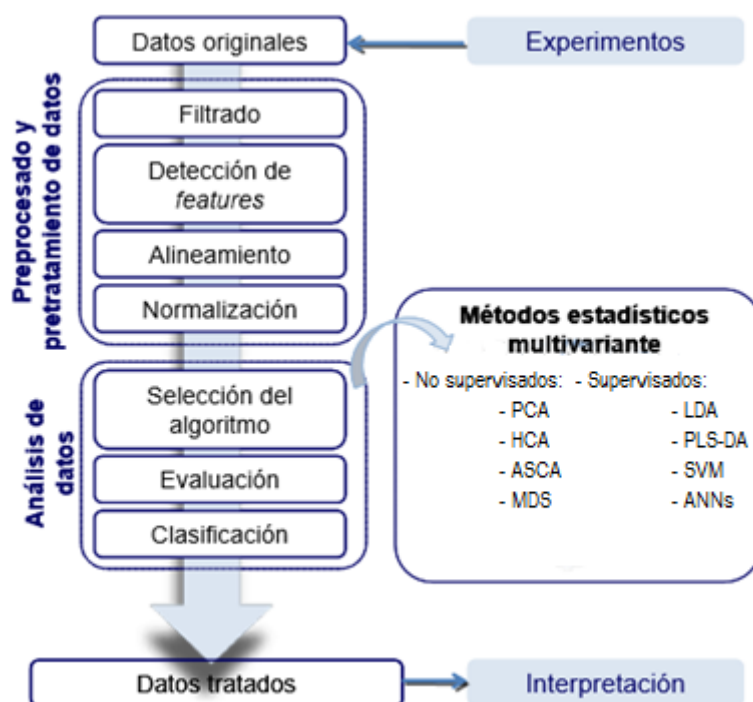 Datos originales
Experimentos
Preprocesado y
pretratamiento de datos
Filtrado
Detección de
features
Alineamiento
Normalización
Análisis de
datos
Selección del
algoritmo
Evaluación
Clasificación
Métodos estadísticos
multivariante
- No supervisados: - Supervisados:
- PCA - LDA
- HCA - PLS-DA
- ASCA - SVM
- MDS - ANNs
Datos tratados
Interpretación